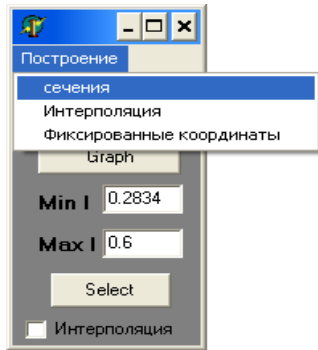 Построение
сечения
Интерполяция
Фиксированные координаты
Graph
Min I 0.2834
Max I 0.6
Select
Интерполяция